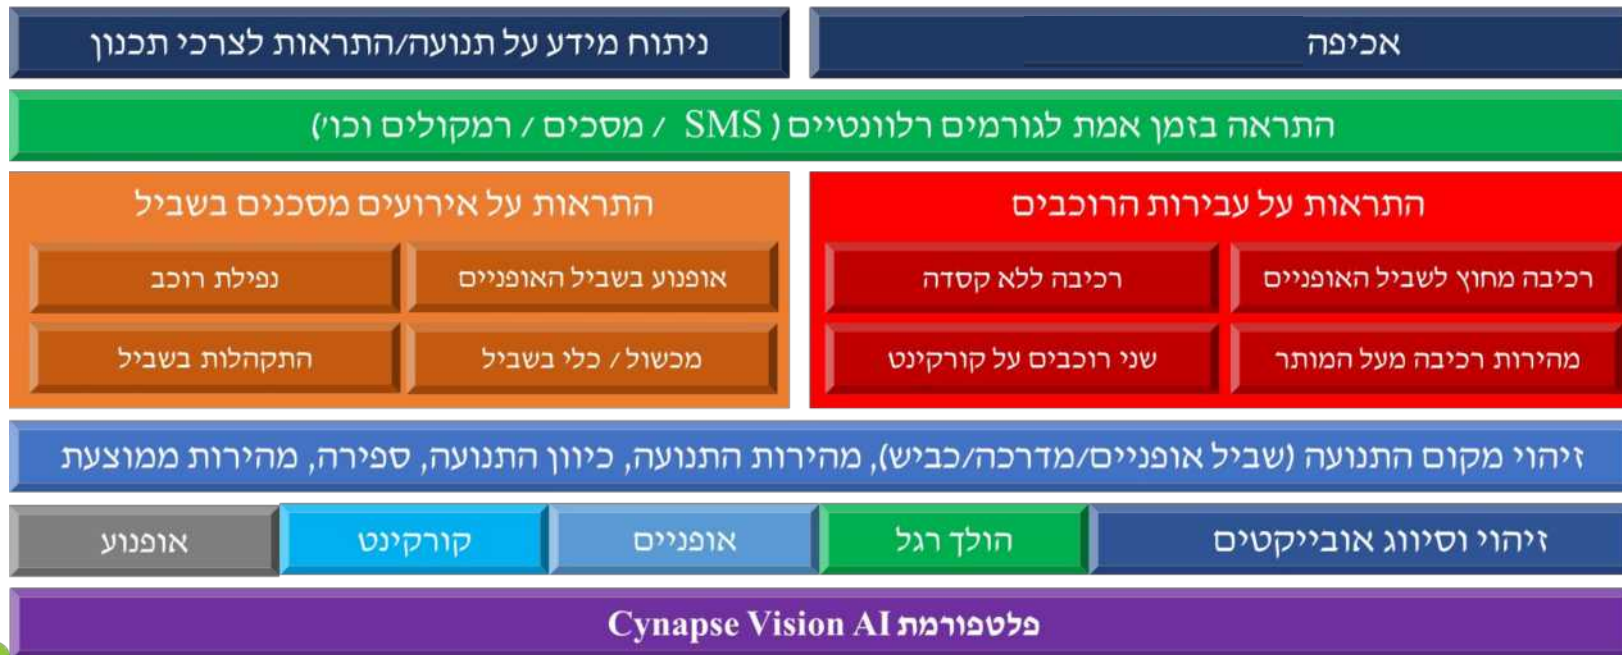 אכיפה
ניתוח מידע על תנועה/התראות לצרכי תכנון
התראה בזמן אמת לגורמים רלוונטיים ( SMS / מסכים / רמקולים וכו')
התראות על עבירות הרוכבים
רכיבה מחוץ לשביל האופניים
רכיבה ללא קסדה
מהירות רכיבה מעל המותר
שני רוכבים על קורקינט
התראות על אירועים מסכנים בשביל
אופנוע בשביל האופניים
נפילת רוכב
מכשול / כלי בשביל
התקהלות בשביל
זיהוי מקום התנועה (שביל אופניים/מדרכה/כביש), מהירות התנועה, כיוון התנועה, ספירה, מהירות ממוצעת
זיהוי וסיווג אובייקטים
הולך רגל
אופניים
קורקינט
אופנוע
פלטפורמת Cynapse Vision AI